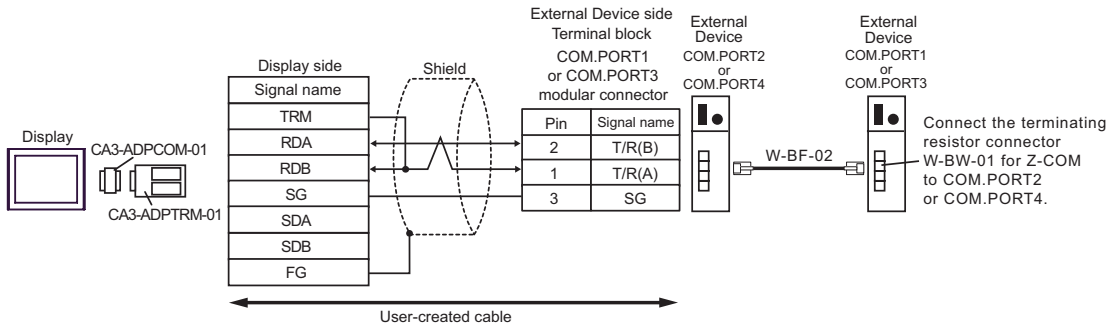 Display
CA3-ADPCOM-01
CA3-ADPTRM-01
Display side
Signal name
TRM
RDA
RDB
SG
SDA
SDB
FG
Shield
External Device side
Terminal block
COM.PORT1
or COM.PORT3
modular connector
Pin Signal name
2 T/R(B)
1 T/R(A)
3 SG
User-created cable
External
Device
COM.PORT2
or
COM.PORT4
W-BF-02
External
Device
COM.PORT1
or
COM.PORT3
Connect the terminating
resistor connector
W-BW-01 for Z-COM
to COM.PORT2
or COM.PORT4.